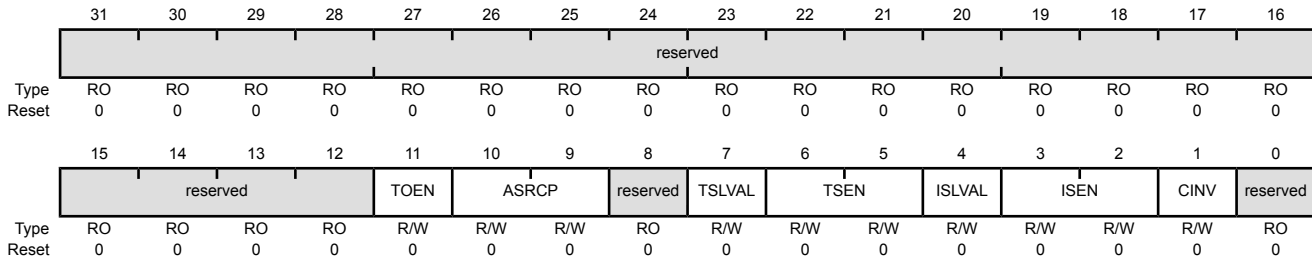 31 30 29 28 27 26 25 24 23 22 21 20 19 18 17 16
reserved
Type RO RO RO RO RO RO RO RO RO RO RO RO RO RO RO RO
Reset 0 0 0 0 0 0 0 0 0 0 0 0 0 0 0 0
15 14 13 12 11 10 9 8 7 6 5 4 3 2 1 0
reserved TOEN ASRCP reserved TSLVAL TSEN ISLVAL ISEN CINV reserved
Type RO RO RO RO R/W R/W R/W RO R/W R/W R/W R/W R/W R/W R/W RO
Reset 0 0 0 0 0 0 0 0 0 0 0 0 0 0 0 0